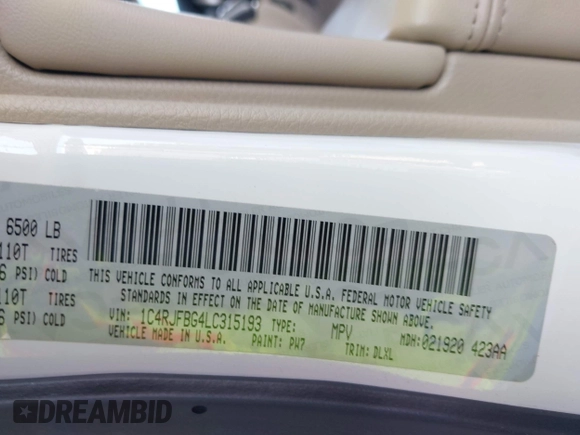 6500 LB
110T TIRES
6 PSI) COLD
110T TIRES
6 PSI) COLD
THIS VEHICLE CONFORMS TO ALL APPLICABLE U.S.A. FEDERAL MOTOR VEHICLE SAFETY
STANDARDS IN EFFECT ON THE DATE OF MANUFACTURE SHOWN ABOVE.
VIN: 1C4RJFBG4LC315193 TYPE: MPV MDH:021920 423AA
VEHICLE MADE IN U.S.A. PAINT: PW7 TRIM: DLXL
DREAMBID